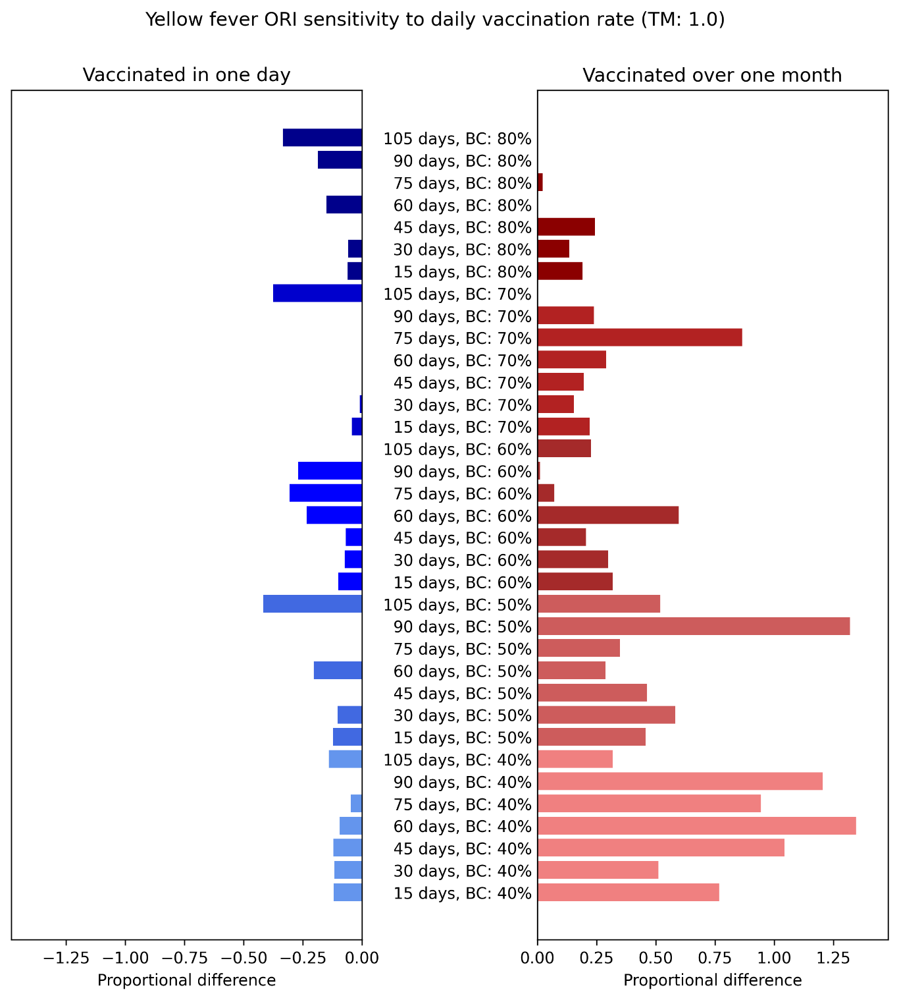 Yellow fever ORI sensitivity to daily vaccination rate (TM: 1.0)
Vaccinated in one day
Vaccinated over one month
105 days, BC: 80%
90 days, BC: 80%
75 days, BC: 80%
60 days, BC: 80%
45 days, BC: 80%
30 days, BC: 80%
15 days, BC: 80%
105 days, BC: 70%
90 days, BC: 70%
75 days, BC: 70%
60 days, BC: 70%
45 days, BC: 70%
30 days, BC: 70%
15 days, BC: 70%
105 days, BC: 60%
90 days, BC: 60%
75 days, BC: 60%
60 days, BC: 60%
45 days, BC: 60%
30 days, BC: 60%
15 days, BC: 60%
105 days, BC: 50%
90 days, BC: 50%
75 days, BC: 50%
60 days, BC: 50%
45 days, BC: 50%
30 days, BC: 50%
15 days, BC: 50%
105 days, BC: 40%
90 days, BC: 40%
75 days, BC: 40%
60 days, BC: 40%
45 days, BC: 40%
30 days, BC: 40%
15 days, BC: 40%
−1.25 −1.00 −0.75 −0.50 −0.25 0.00
0.00 0.25 0.50 0.75 1.00 1.25
Proportional difference
Proportional difference